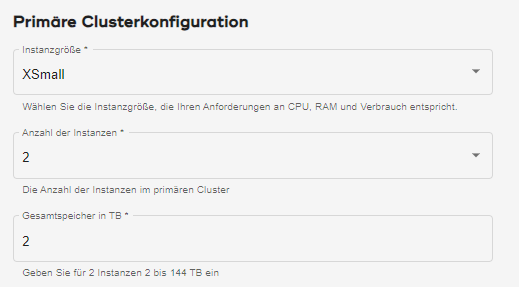 Primäre Clusterkonfiguration
Instanzgröße *
XSmall
Wählen Sie die Instanzgröße, die Ihren Anforderungen an CPU, RAM und Verbrauch entspricht.
Anzahl der Instanzen *
2
Die Anzahl der Instanzen im primären Cluster
Gesamtspeicher in TB *
2
Geben Sie für 2 Instanzen 2 bis 144 TB ein